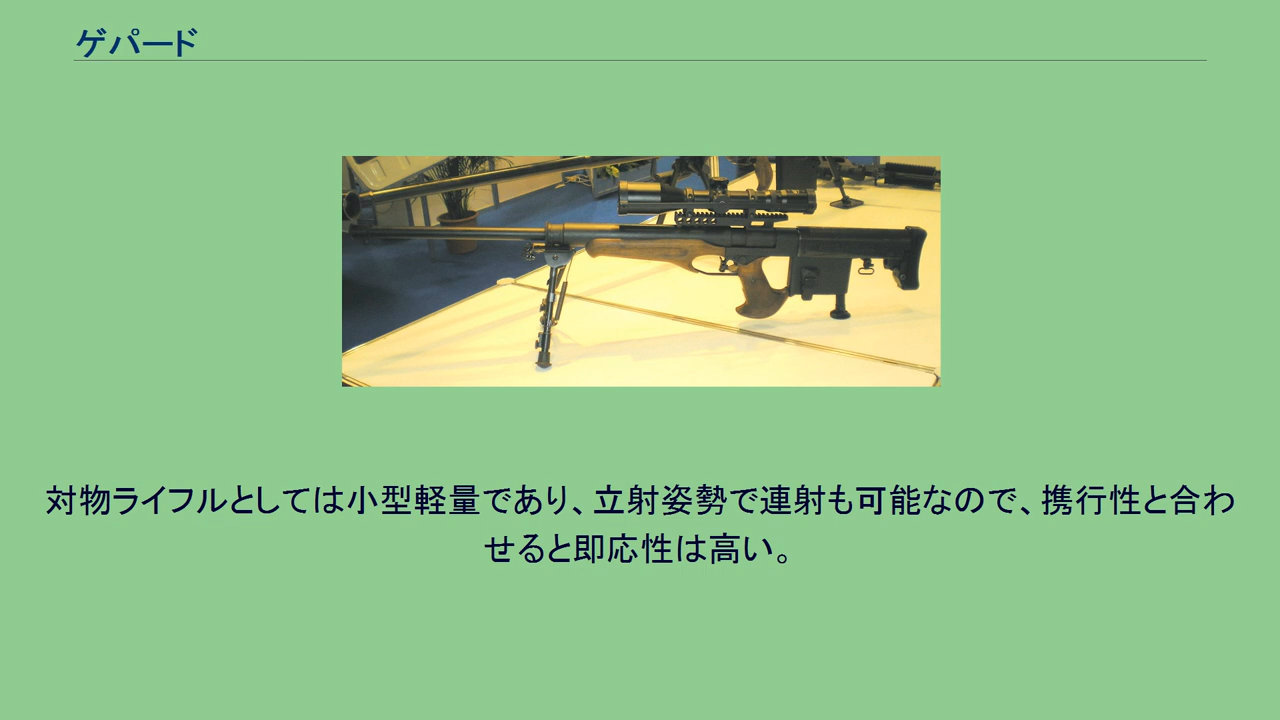 ゲパード
対物ライフルとしては小型軽量であり、立射姿勢で連射も可能なので、携行性と合わ
せると即応性は高い。